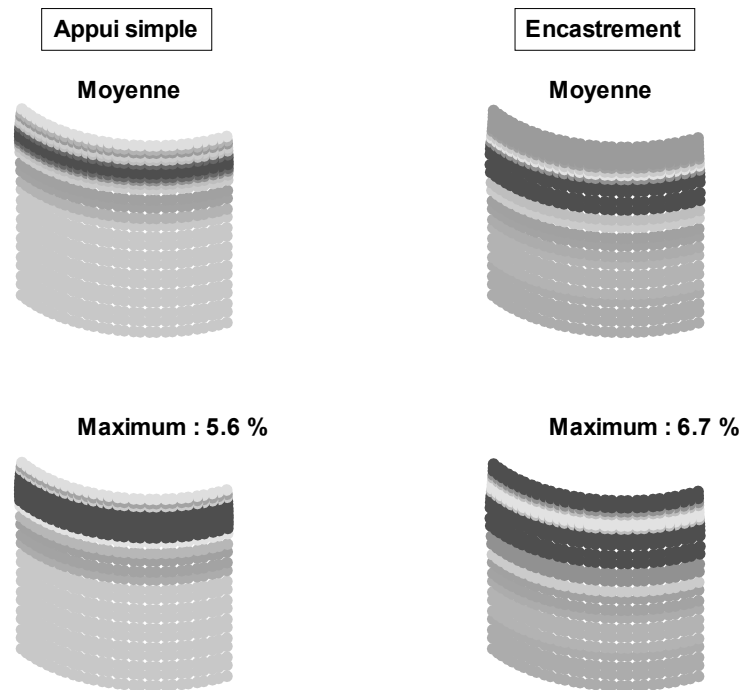 Appui simple
Encastrement
Moyenne
Moyenne
Maximum : 5.6 %
Maximum : 6.7 %